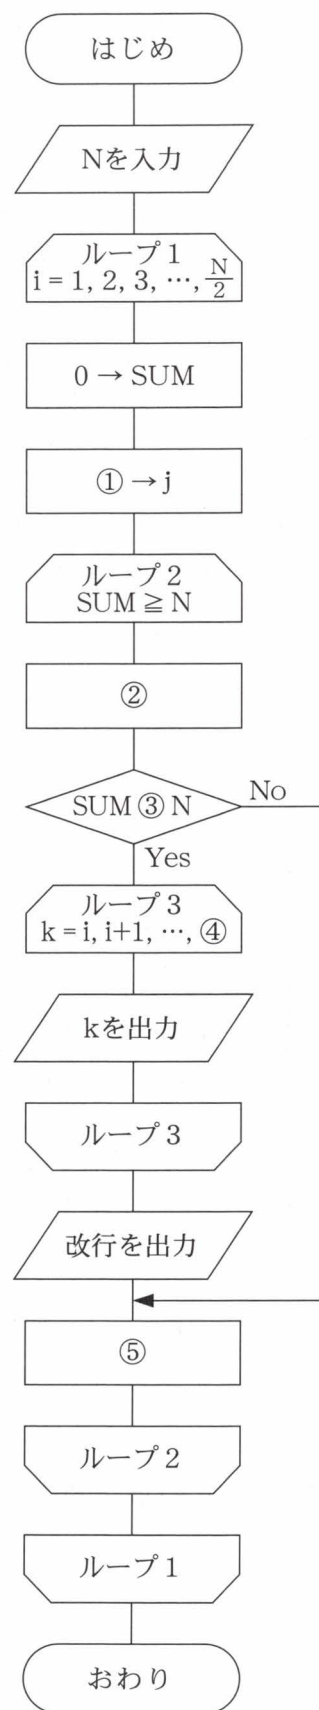 はじめ
Nを入力
ループ1
i = 1, 2, 3, …, N/2
0 → SUM
① → j
ループ2
SUM ≧ N
②
SUM ③ N
No
Yes
ループ3
k = i, i+1, …, ④
kを出力
ループ3
改行を出力
⑤
ループ2
ループ1
おわり